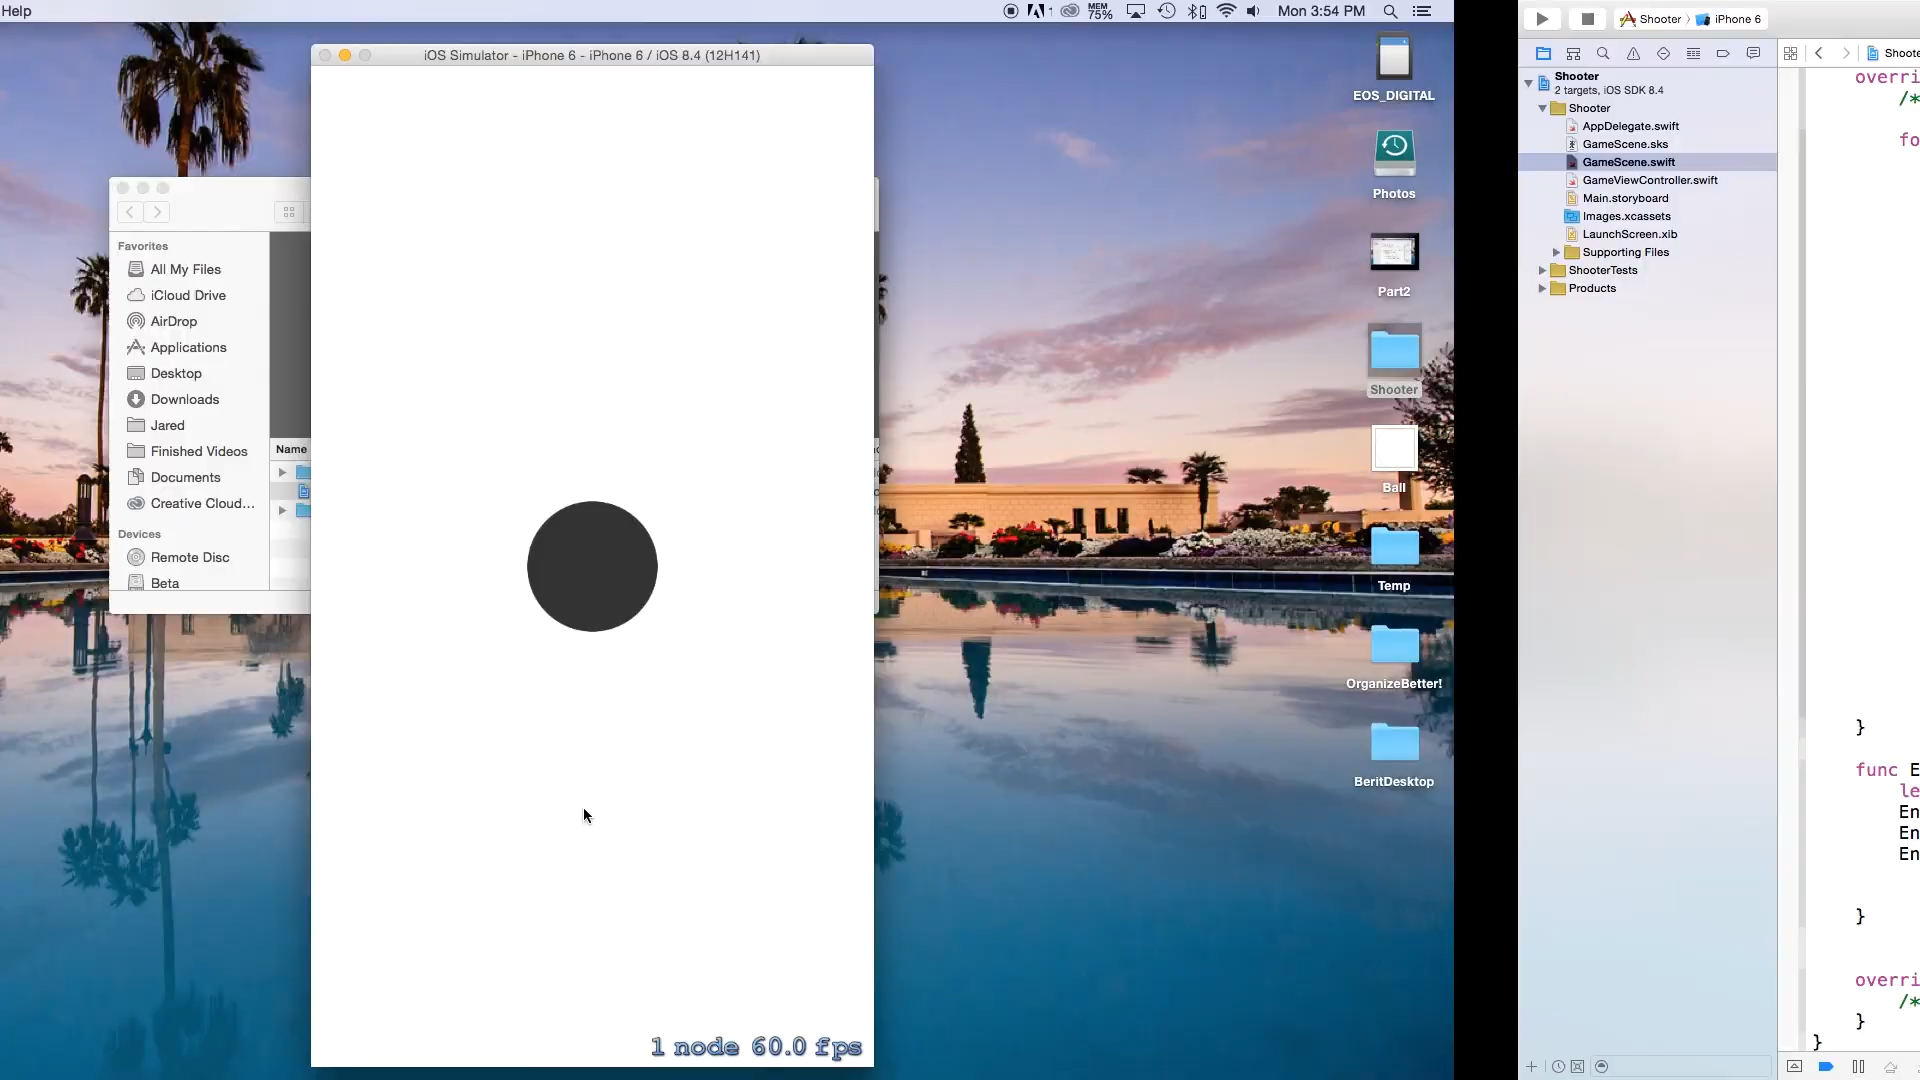 Help
1
MEM
75%
Mon 3:54 PM
iOS Simulator - iPhone 6 - iPhone 6 / iOS 8.4 (12H141)
Favorites
All My Files
iCloud Drive
AirDrop
Applications
Desktop
Downloads
Jared
Finished Videos
Documents
Creative Cloud...
Devices
Remote Disc
Beta
Name
1 node 60.0 fps
EOS_DIGITAL
Photos
Part2
Shooter
Ball
Temp
OrganizeBetter!
BeritDesktop
Shooter
iPhone 6
Shoote
Shooter
2 targets, iOS SDK 8.4
Shooter
AppDelegate.swift
GameScene.sks
GameScene.swift
GameViewController.swift
Main.storyboard
Images.xcassets
LaunchScreen.xib
Supporting Files
ShooterTests
Products
overri
/*
fo
}
func E
le
En
En
En
}
overri
/*
}
}